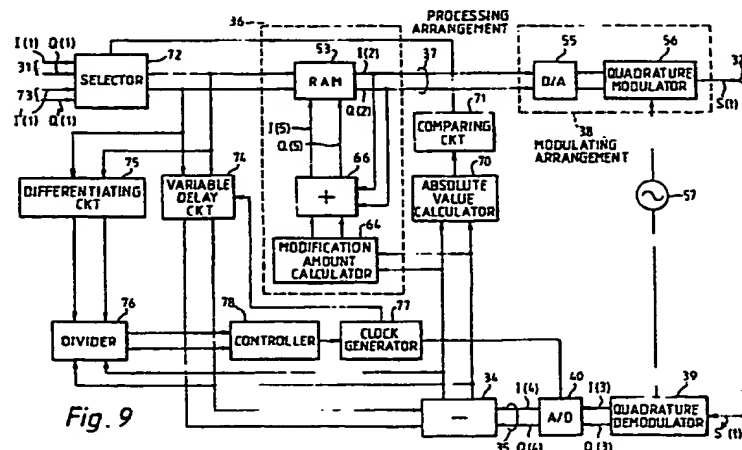 PROCESSING
ARRANGEMENT
36
I(1)
Q(1)
31
72
SELECTOR
73
I'(1)
Q(1)
53
RAM
I(2)
37
Q(2)
55
D/A
56
QUADRATURE
MODULATOR
32
S(t)
38
MODULATING
ARRANGEMENT
I(5)
Q(5)
71
COMPARING
CKT
75
DIFFERENTIATING
CKT
74
VARIABLE
DELAY CKT
66
+
70
ABSOLUTE
VALUE
CALCULATOR
57
64
MODIFICATION
AMOUNT
CALCULATOR
76
DIVIDER
78
CONTROLLER
77
CLOCK
GENERATOR
34
−
I(4)
35
Q(4)
40
A/D
I(3)
Q(3)
39
QUADRATURE
DEMODULATOR
S'(t)
Fig. 9